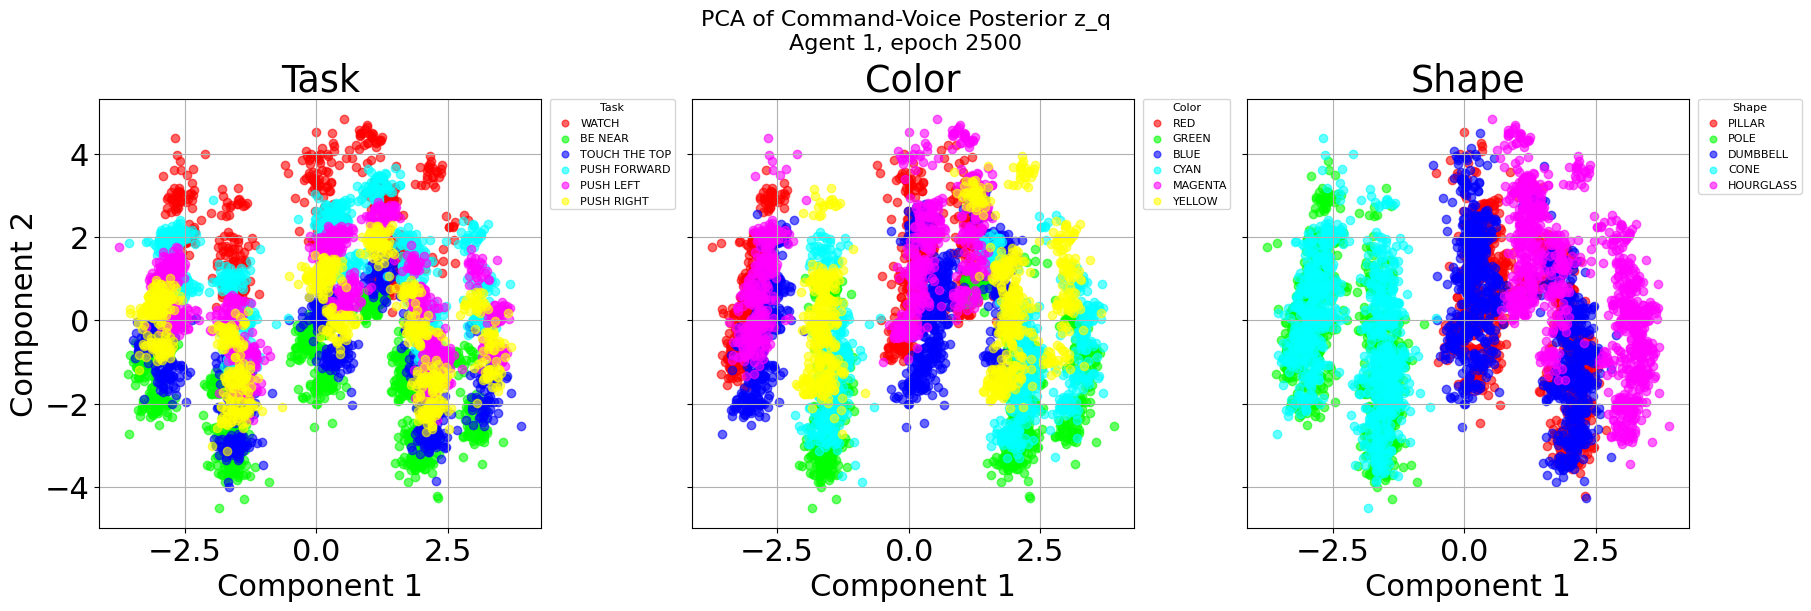 PCA of Command-Voice Posterior z_q
Agent 1, epoch 2500
Task
Color
Shape
Component 2
4
2
0
−2
−4
−2.5
0.0
2.5
Component 1
Task
WATCH
BE NEAR
TOUCH THE TOP
PUSH FORWARD
PUSH LEFT
PUSH RIGHT
−2.5
0.0
2.5
Component 1
Color
RED
GREEN
BLUE
CYAN
MAGENTA
YELLOW
−2.5
0.0
2.5
Component 1
Shape
PILLAR
POLE
DUMBBELL
CONE
HOURGLASS